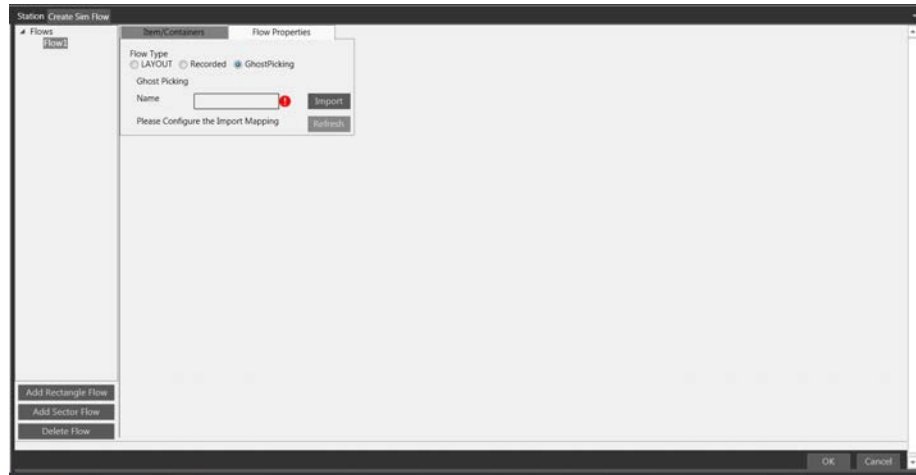 Station Create Sim Flow
Flows
Flow1
Item/Containers Flow Properties
Flow Type
LAYOUT Recorded GhostPicking
Ghost Picking
Name Import
Please Configure the Import Mapping Refresh
Add Rectangle Flow
Add Sector Flow
Delete Flow
OK Cancel